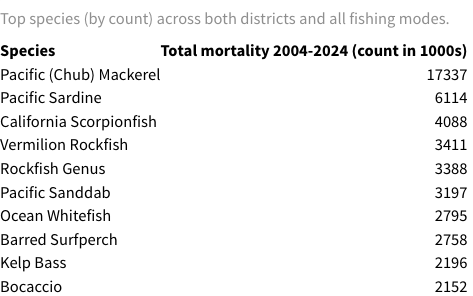 Top species (by count) across both districts and all fishing modes.
Species Total mortality 2004-2024 (count in 1000s)
Pacific (Chub) Mackerel 17337
Pacific Sardine 6114
California Scorpionfish 4088
Vermilion Rockfish 3411
Rockfish Genus 3388
Pacific Sanddab 3197
Ocean Whitefish 2795
Barred Surfperch 2758
Kelp Bass 2196
Bocaccio 2152